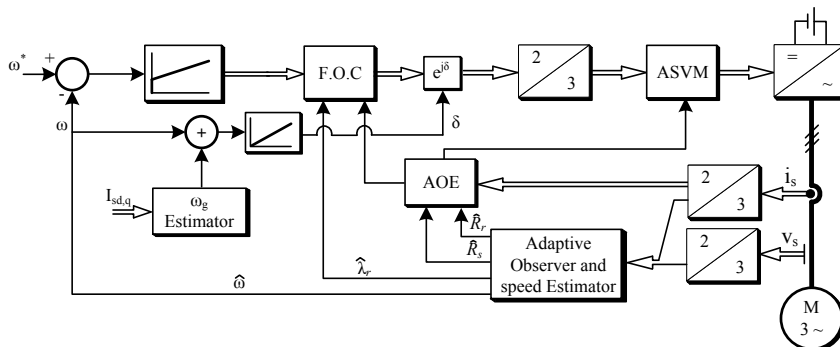 ω*
+
-
F.O.C
e^jδ
2
3
ASVM
=
~
ω
+
δ
I_sd,q
ω_g
Estimator
AOE
2
3
i_s
R̂_r
R̂_s
λ̂_r
ω̂
Adaptive
Observer and
speed Estimator
2
3
v_s
M
3 ~